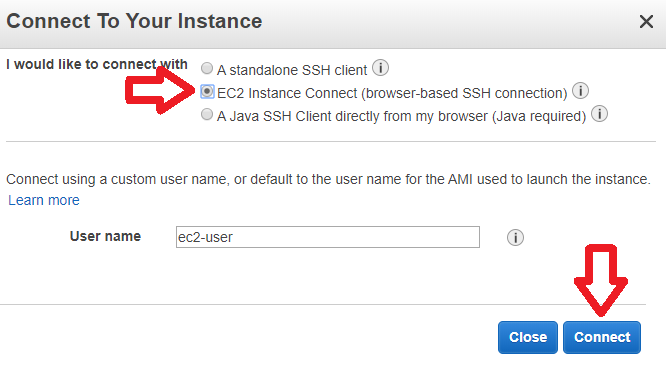 Connect To Your Instance
I would like to connect with
A standalone SSH client
EC2 Instance Connect (browser-based SSH connection)
A Java SSH Client directly from my browser (Java required)
Connect using a custom user name, or default to the user name for the AMI used to launch the instance.
Learn more
User name ec2-user
Close Connect